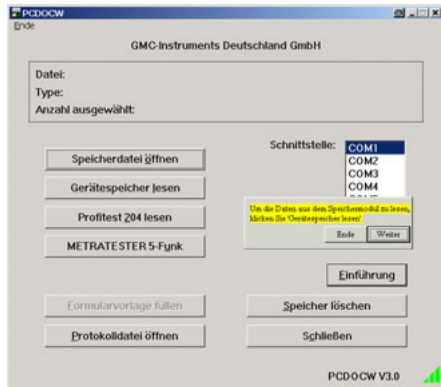 PCDOCW
Ende
GMC-Instruments Deutschland GmbH
Datei:
Type:
Anzahl ausgewählt:
Schnittstelle:
COM1
COM2
COM3
COM4
Speicherdatei öffnen
Gerätespeicher lesen
Profitest 204 lesen
METRATESTER 5-Funk
Um die Daten aus dem Speichermodul zu lesen,
klicken Sie 'Gerätespeicher lesen'.
Ende
Weiter
Einführung
Formularvorlage füllen
Speicher löschen
Protokolldatei öffnen
Schließen
PCDOCW V3.0